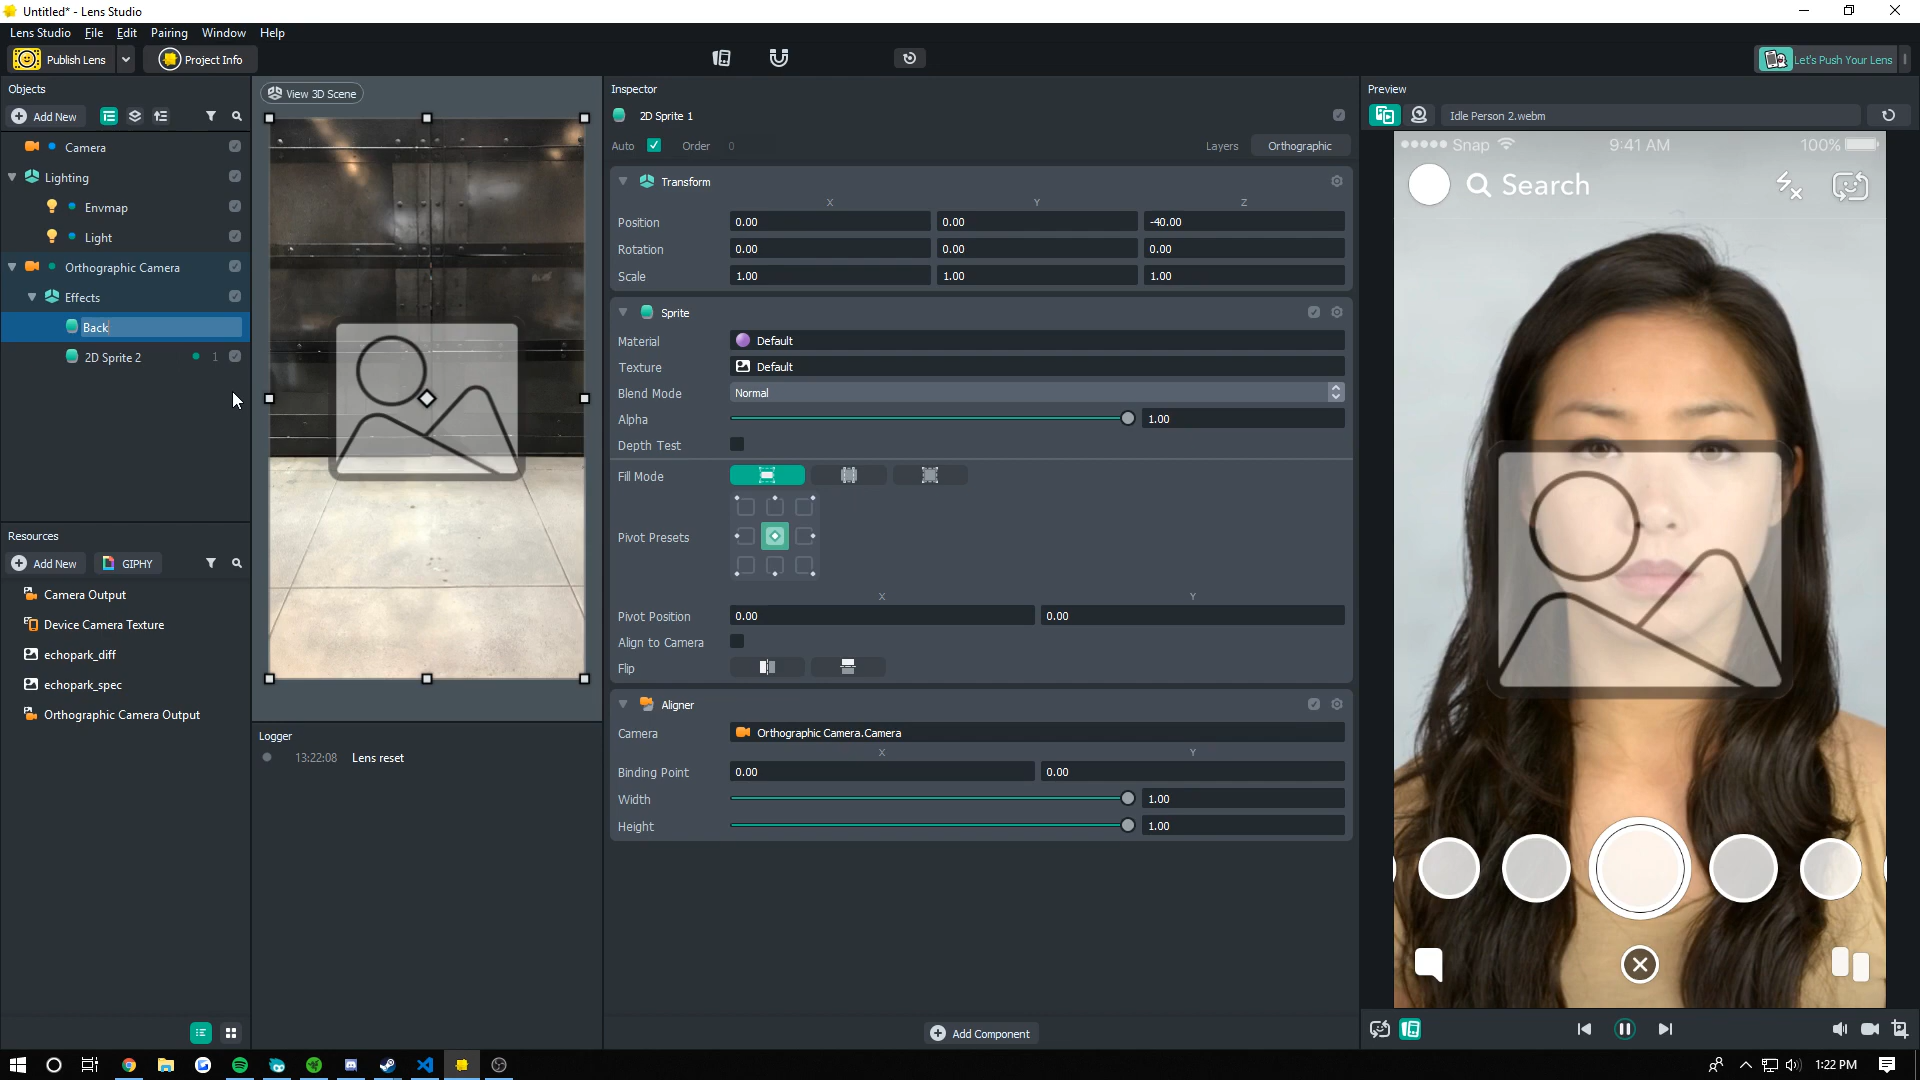 Untitled* - Lens Studio
Lens Studio File Edit Pairing Window Help
Publish Lens Project Info Let's Push Your Lens
Objects
Add New
Camera
Lighting
Envmap
Light
Orthographic Camera
Effects
Back
2D Sprite 2 1
Resources
Add New GIPHY
Camera Output
Device Camera Texture
echopark_diff
echopark_spec
Orthographic Camera Output
View 3D Scene
Logger
13:22:08 Lens reset
Inspector
2D Sprite 1
Auto Order 0 Layers Orthographic
Transform
X Y Z
Position 0.00 0.00 -40.00
Rotation 0.00 0.00 0.00
Scale 1.00 1.00 1.00
Sprite
Material Default
Texture Default
Blend Mode Normal
Alpha 1.00
Depth Test
Fill Mode
Pivot Presets
X Y
Pivot Position 0.00 0.00
Align to Camera
Flip
Aligner
Camera Orthographic Camera.Camera
X Y
Binding Point 0.00 0.00
Width 1.00
Height 1.00
Add Component
Preview
Idle Person 2.webm
Snap 9:41 AM 100%
Search
1:22 PM